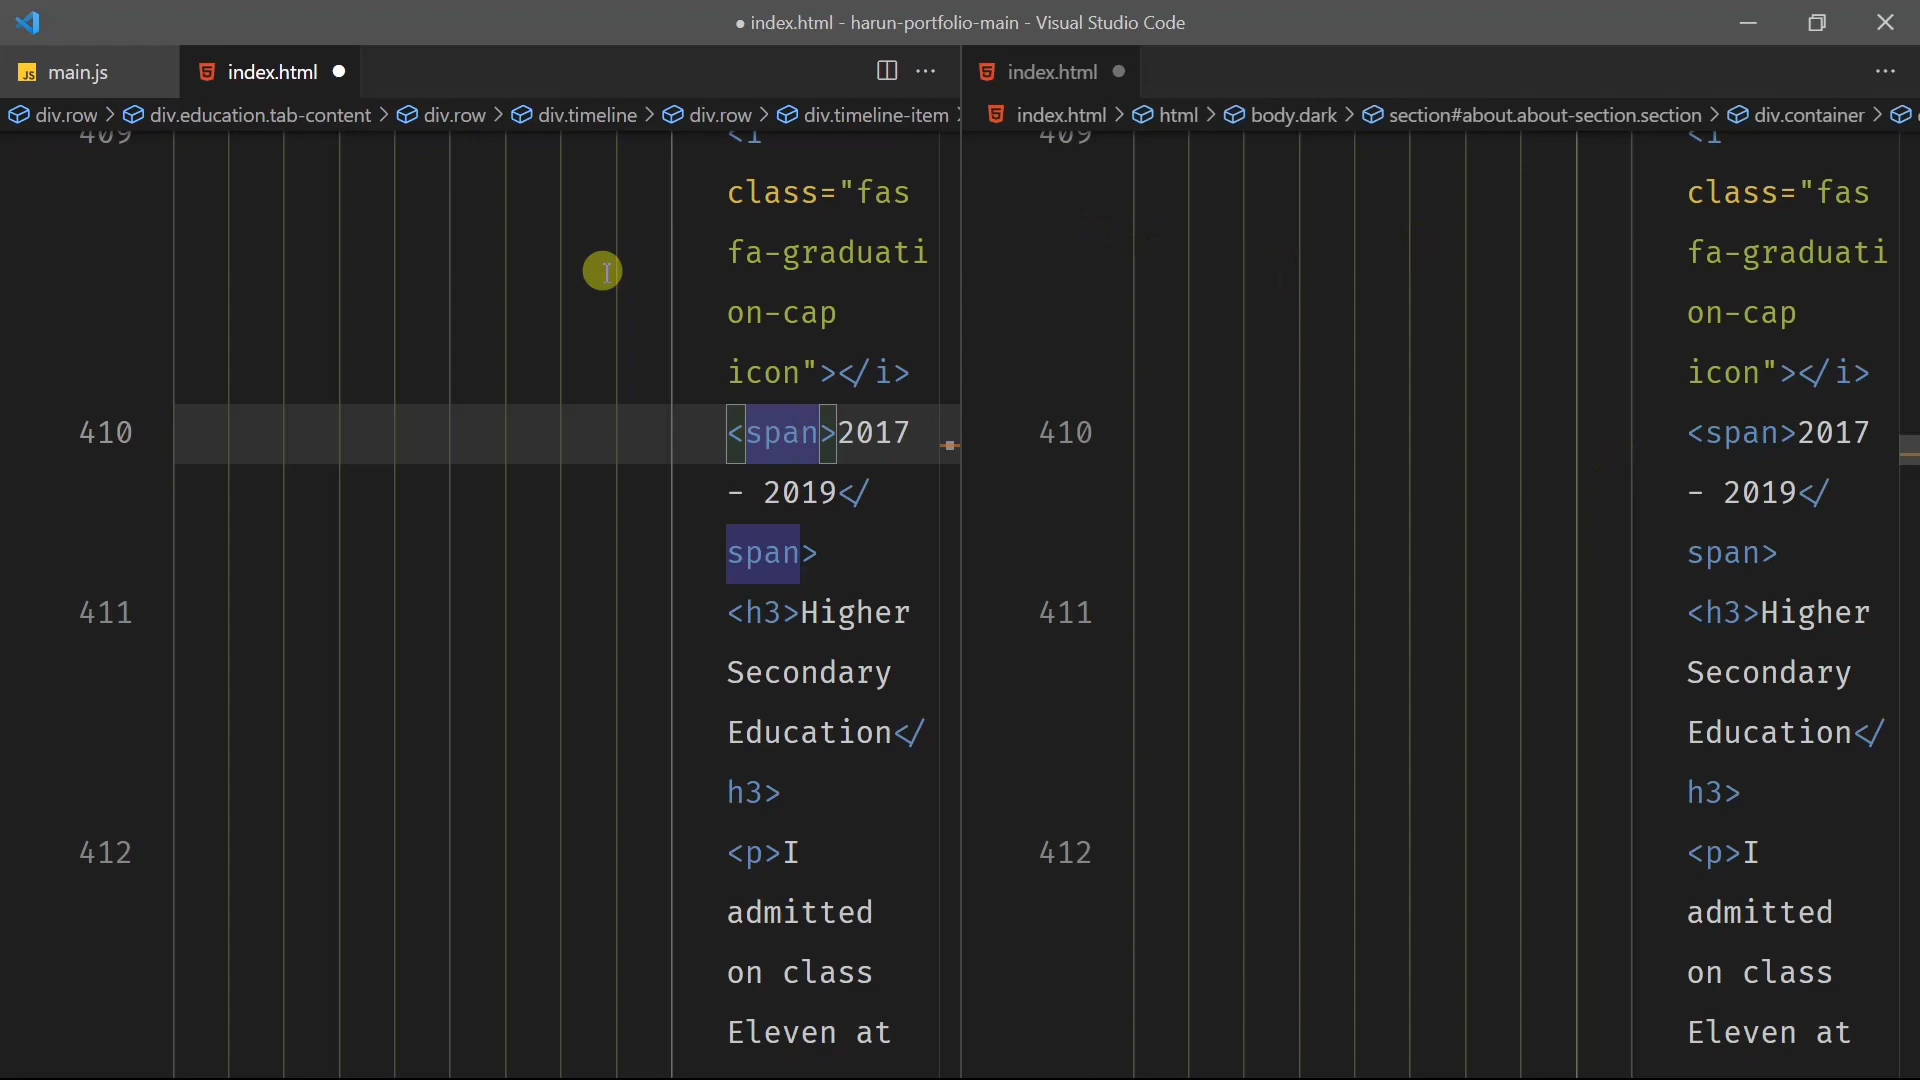 ● index.html - harun-portfolio-main - Visual Studio Code
JS main.js
index.html ●
div.row > div.education.tab-content > div.row > div.timeline > div.row > div.timeline-item >
409
<i
class="fas
fa-graduati
on-cap
icon"></i>
410 <span>2017
- 2019</
span>
411 <h3>Higher
Secondary
Education</
h3>
412 <p>I
admitted
on class
Eleven at
index.html ●
index.html > html > body.dark > section#about.about-section.section > div.container >
409
<i
class="fas
fa-graduati
on-cap
icon"></i>
410 <span>2017
- 2019</
span>
411 <h3>Higher
Secondary
Education</
h3>
412 <p>I
admitted
on class
Eleven at